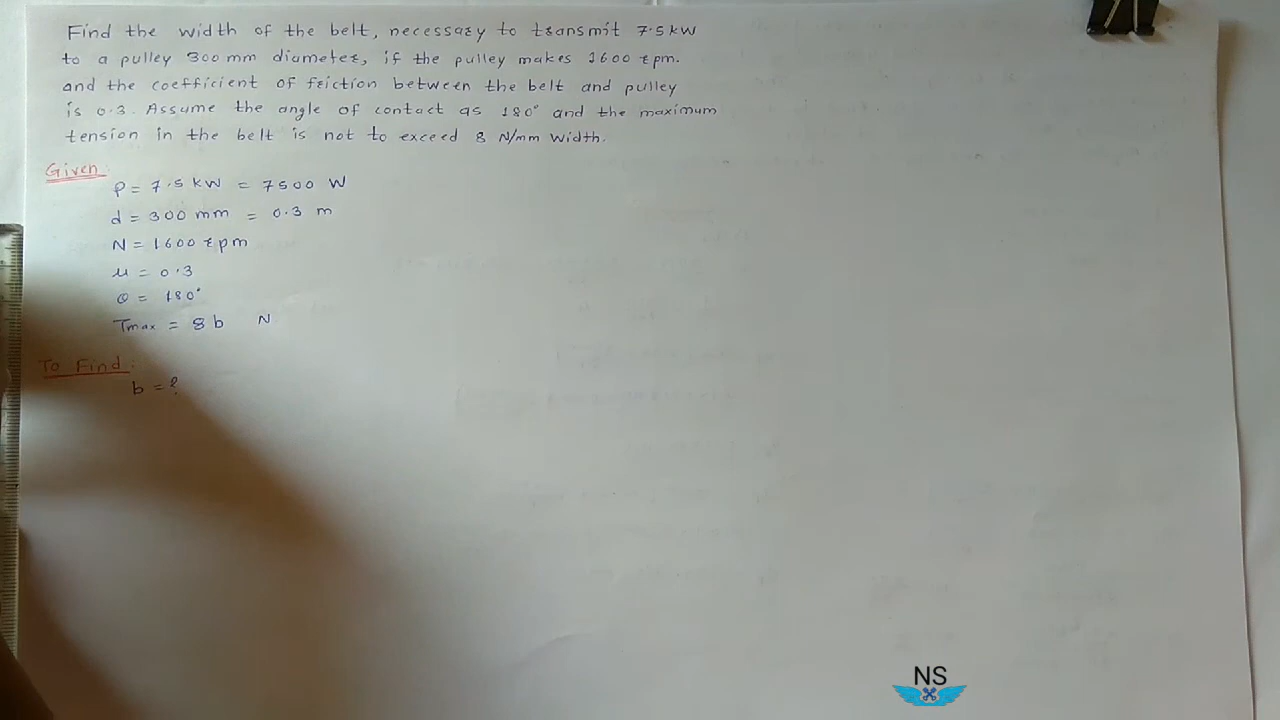 Find the width of the belt, necessary to transmit 7.5 kW
to a pulley 300 mm diameter, if the pulley makes 1600 rpm.
and the coefficient of friction between the belt and pulley
is 0.3. Assume the angle of contact as 180° and the maximum
tension in the belt is not to exceed 8 N/mm width.
Given:
P = 7.5 kW = 7500 W
d = 300 mm = 0.3 m
N = 1600 rpm
μ = 0.3
θ = 180°
Tmax = 8 b N
To Find:
b = ?
NS